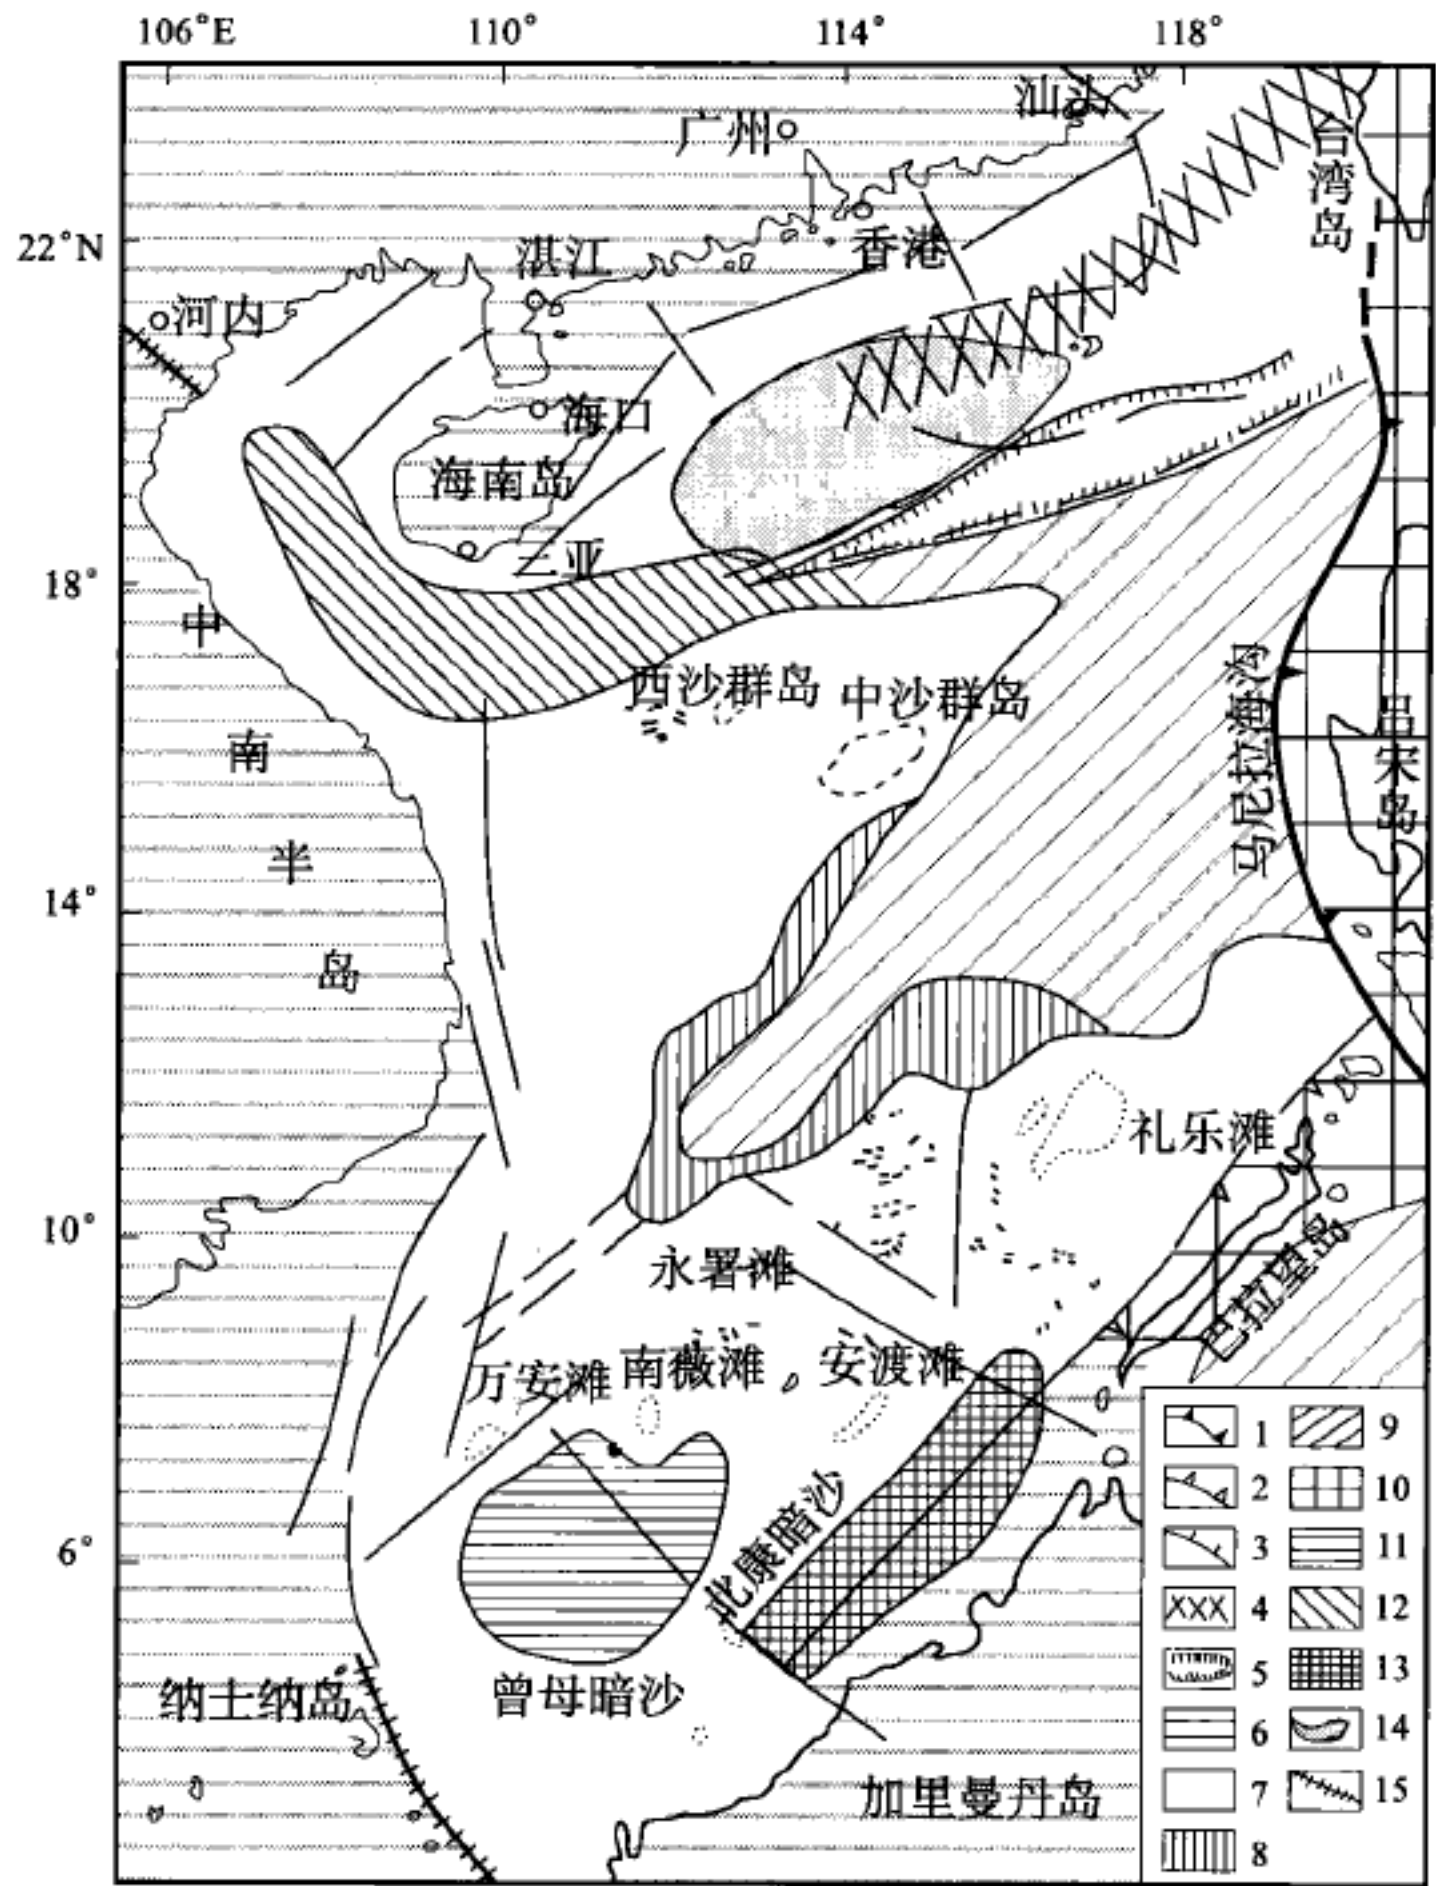 106°E 110° 114° 118°
汕头
广州
台湾岛
22°N
香港
湛江
河内
海口
海南岛
三亚
18°
中南半岛
西沙群岛
中沙群岛
马尼拉海沟
吕宋岛
14°
礼乐滩
10°
永署滩
巴拉望岛
万安滩
南薇滩
安渡滩
北康暗沙
6°
纳土纳岛
曾母暗沙
加里曼丹岛
1
2
3
4
5
6
7
8
9
10
11
12
13
14
15